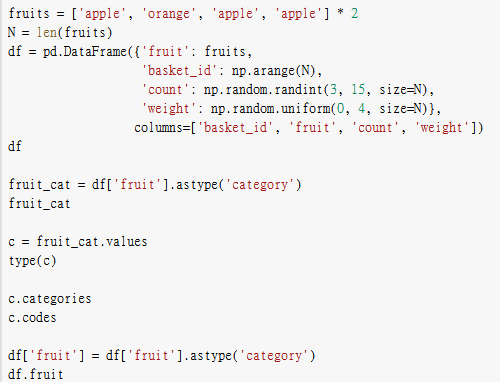 fruits = ['apple', 'orange', 'apple', 'apple'] * 2
N = len(fruits)
df = pd.DataFrame({'fruit': fruits,
'basket_id': np.arange(N),
'count': np.random.randint(3, 15, size=N),
'weight': np.random.uniform(0, 4, size=N)},
columns=['basket_id', 'fruit', 'count', 'weight'])
df
fruit_cat = df['fruit'].astype('category')
fruit_cat
c = fruit_cat.values
type(c)
c.categories
c.codes
df['fruit'] = df['fruit'].astype('category')
df.fruit